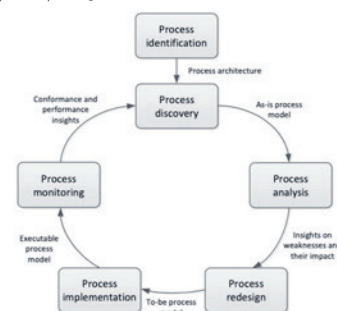 Process
identification
Process architecture
Process
discovery
As-is process
model
Process
analysis
Insights on
weaknesses an
their impact
Process
redesign
To-be process
Process
implementation
Executable
process
model
Process
monitoring
Conformance and
performance
insights